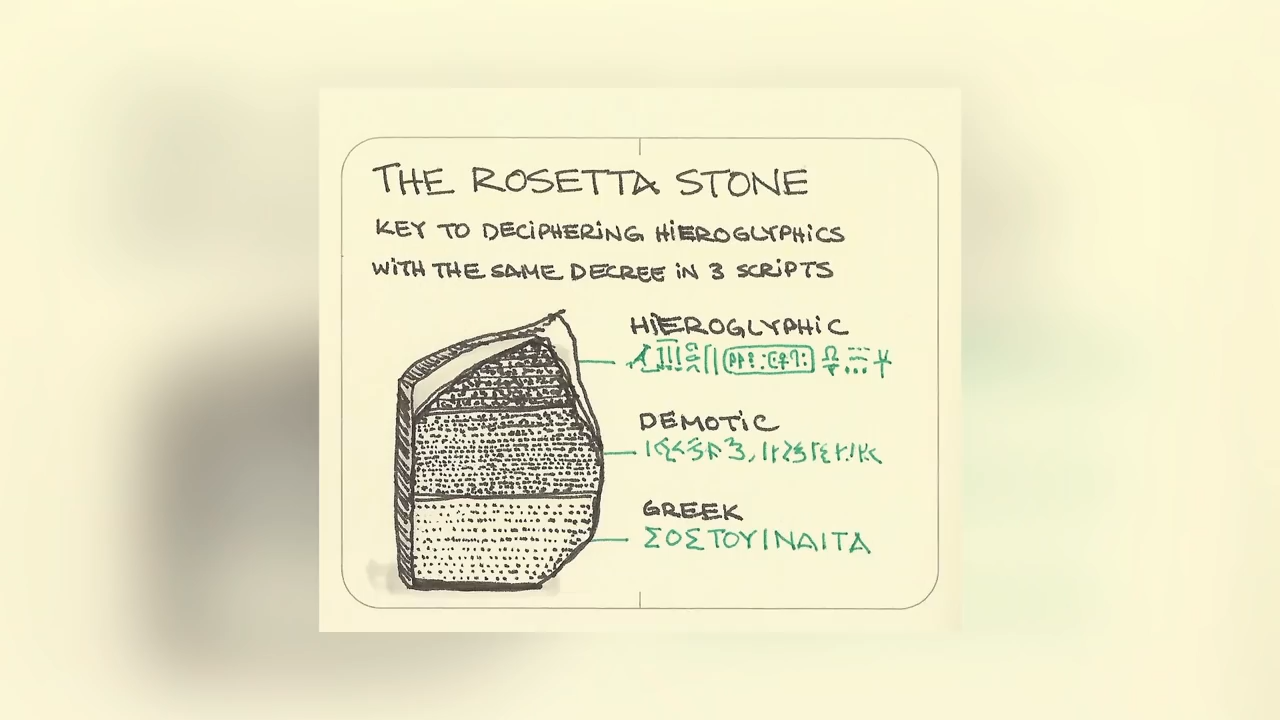 THE ROSETTA STONE
KEY TO DECIPHERING HIEROGLYPHICS
WITH THE SAME DECREE IN 3 SCRIPTS
HIEROGLYPHIC
DEMOTIC
GREEK
ΣΟΣΤΟΥΙΝΑΙΤΑ